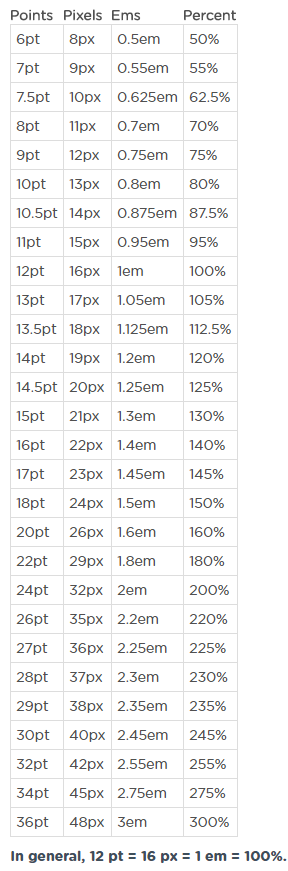 Points Pixels Ems Percent
6pt 8px 0.5em 50%
7pt 9px 0.55em 55%
7.5pt 10px 0.625em 62.5%
8pt 11px 0.7em 70%
9pt 12px 0.75em 75%
10pt 13px 0.8em 80%
10.5pt 14px 0.875em 87.5%
11pt 15px 0.95em 95%
12pt 16px 1em 100%
13pt 17px 1.05em 105%
13.5pt 18px 1.125em 112.5%
14pt 19px 1.2em 120%
14.5pt 20px 1.25em 125%
15pt 21px 1.3em 130%
16pt 22px 1.4em 140%
17pt 23px 1.45em 145%
18pt 24px 1.5em 150%
20pt 26px 1.6em 160%
22pt 29px 1.8em 180%
24pt 32px 2em 200%
26pt 35px 2.2em 220%
27pt 36px 2.25em 225%
28pt 37px 2.3em 230%
29pt 38px 2.35em 235%
30pt 40px 2.45em 245%
32pt 42px 2.55em 255%
34pt 45px 2.75em 275%
36pt 48px 3em 300%
In general, 12 pt = 16 px = 1 em = 100%.